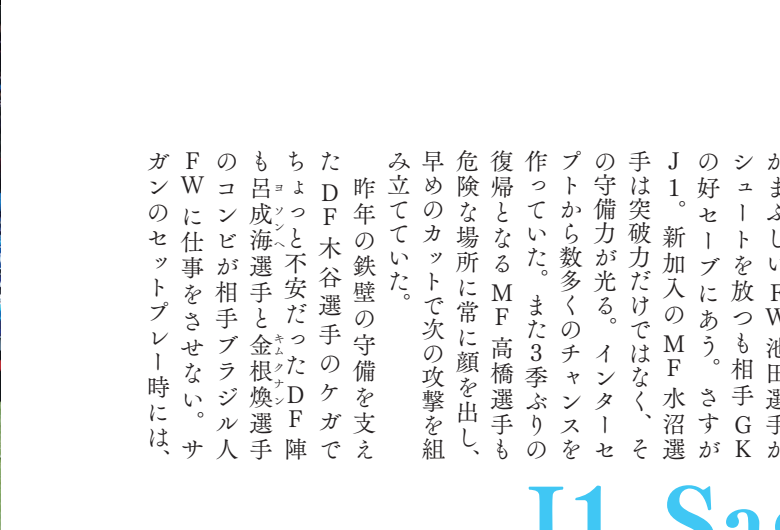 がまぶしいFW池田選手が
シュートを放つも相手GK
の好セーブにあう。さすが
J1。新加入のMF水沼選
手は突破力だけではなく、そ
の守備力が光る。インターセ
プトから数多くのチャンスを
作っていた。また3季ぶりの
復帰となるMF高橋選手も
危険な場所に常に顔を出し、
早めのカットで次の攻撃を組
み立てていた。
昨年の鉄壁の守備を支え
たDF木谷選手のケガで
ちょっと不安だったDF陣
も呂成海選手と金根煥選手
ヨソンヘ
キムクナン
のコンビが相手ブラジル人
FWに仕事をさせない。サ
ガンのセットプレー時には、
J1 Sag